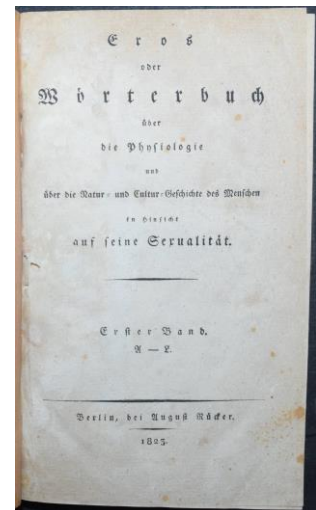 Eros
oder
Wörterbuch
über
die Physiologie
und
über die Natur- und Cultur-Geschichte des Menschen
in Hinsicht
auf seine Sexualität.
Erster Band.
A — L.
Berlin, bei August Rücker.
1823.